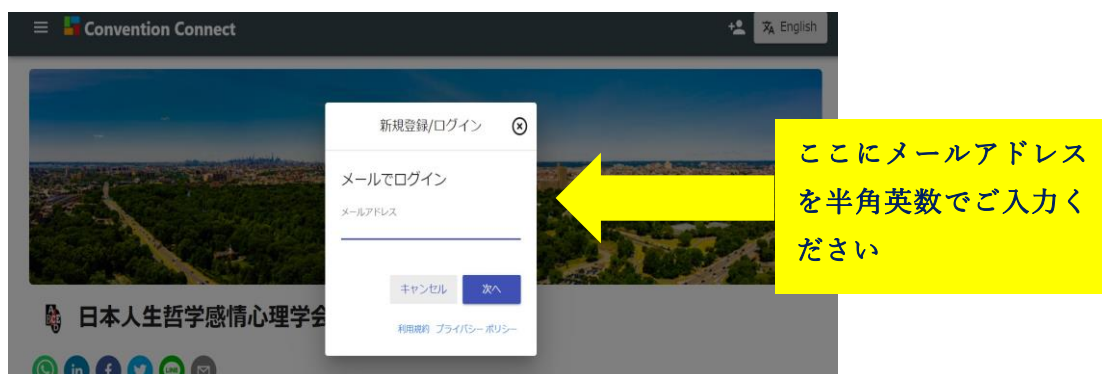 Convention Connect
English
新規登録/ログイン
メールでログイン
メールアドレス
キャンセル 次へ
利用規約 プライバシーポリシー
日本人生哲学感情心理学会
ここにメールアドレス
を半角英数でご入力く
ださい